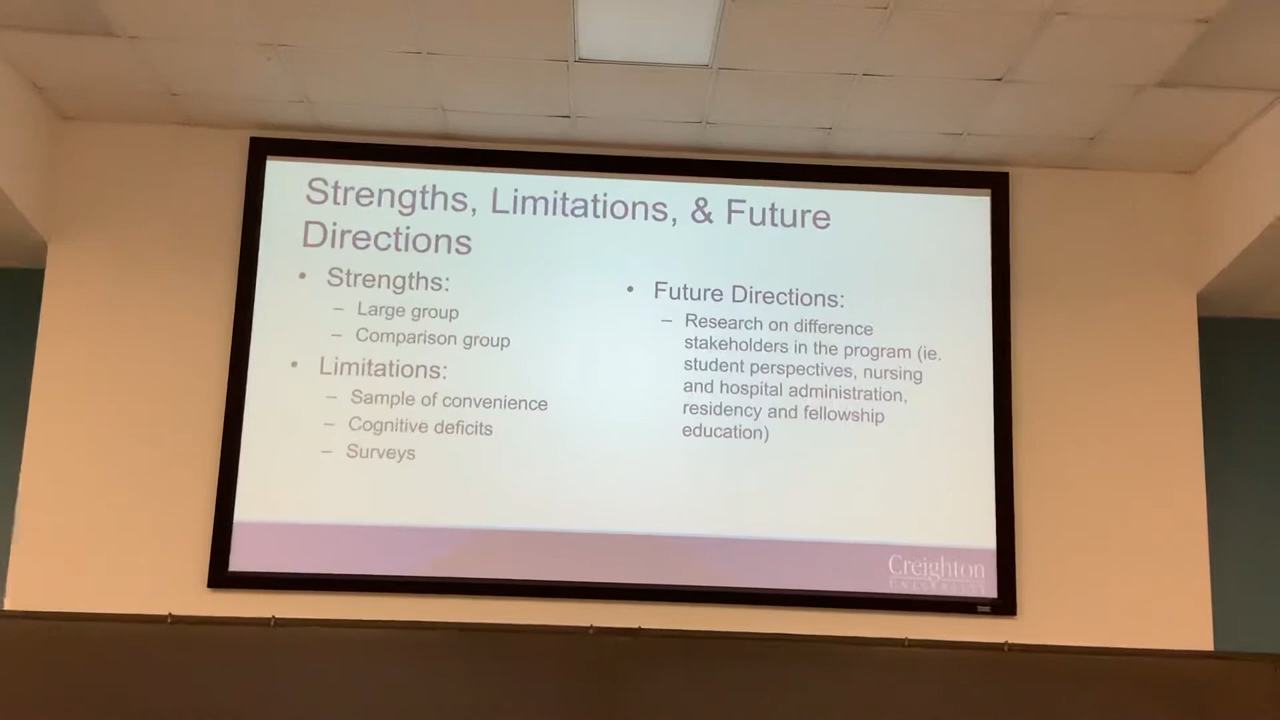 Strengths, Limitations, & Future
Directions
• Strengths:
– Large group
– Comparison group
• Limitations:
– Sample of convenience
– Cognitive deficits
– Surveys
• Future Directions:
– Research on difference
stakeholders in the program (ie.
student perspectives, nursing
and hospital administration,
residency and fellowship
education)
Creighton
UNIVERSITY